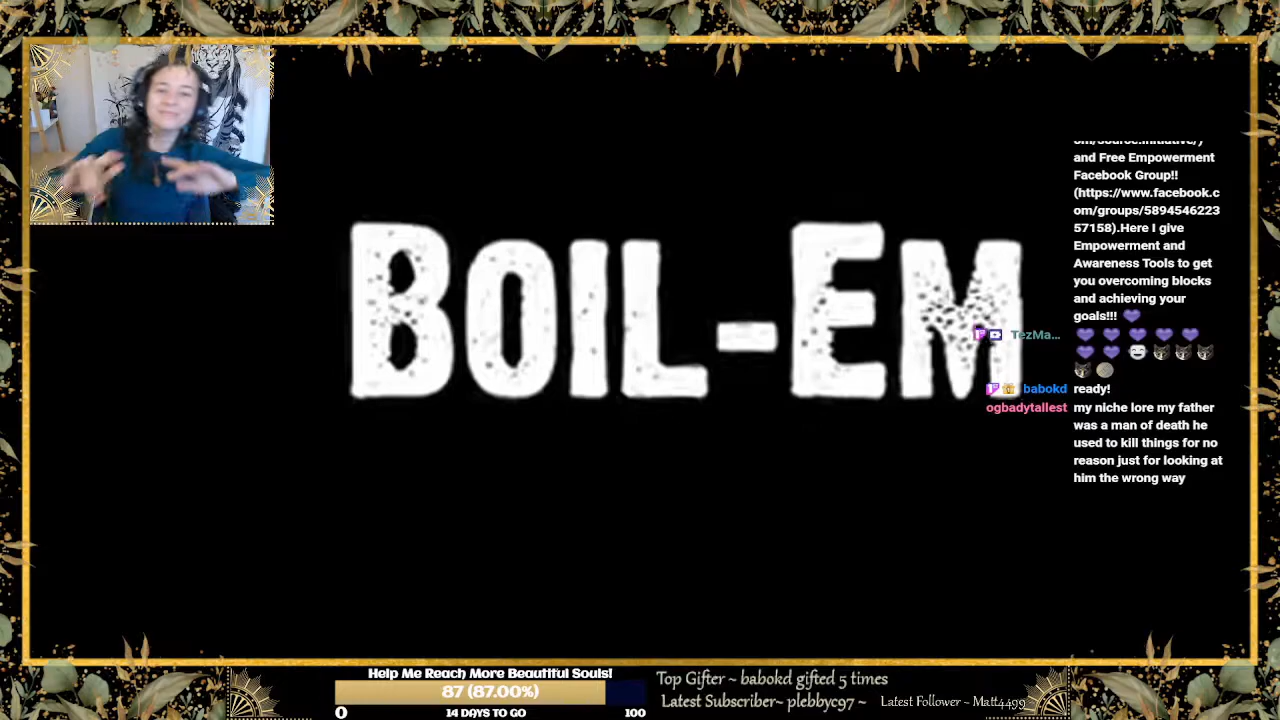 BOIL-EM
and Free Empowerment
Facebook Group!!
(https://www.facebook.c
om/groups/5894546223
57158).Here I give
Empowerment and
Awareness Tools to get
you overcoming blocks
and achieving your
goals!!! 💜
TezMa...
babokd ready!
ogbadytallest my niche lore my father
was a man of death he
used to kill things for no
reason just for looking at
him the wrong way
Help Me Reach More Beautiful Souls!
87 (87.00%)
0 14 DAYS TO GO 100
Top Gifter ~ babokd gifted 5 times
Latest Subscriber~ plebbyc97 ~
Latest Follower ~ Matt4499